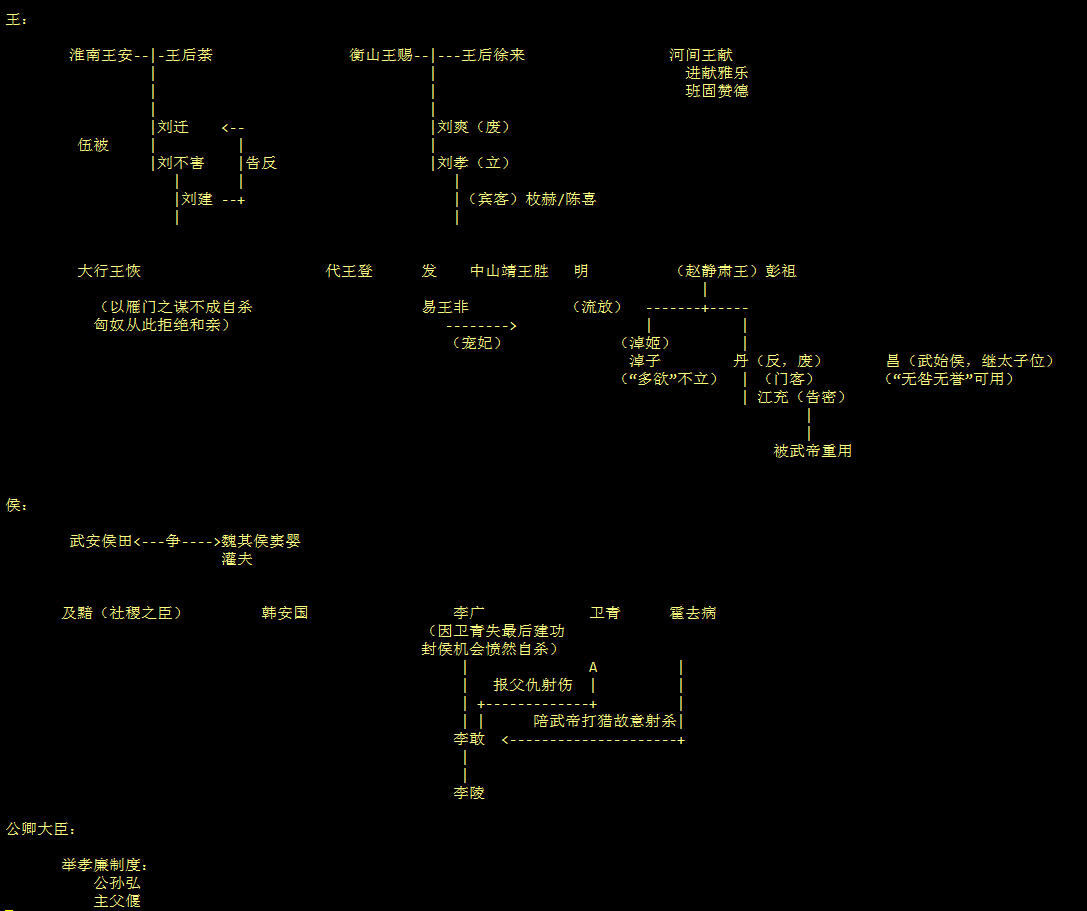 王：
淮南王安--|-王后荼 衡山王赐--|---王后徐来 河间王献
进献雅乐
班固赞德
|刘迁 <-- |刘爽（废）
伍被
|刘不害 |告反 |刘孝（立）
|刘建 --+ |（宾客）枚赫/陈喜
大行王恢 代王登 发 中山靖王胜 明 （赵静肃王）彭祖
（以雁门之谋不成自杀 易王非 （流放） -------+-----
匈奴从此拒绝和亲） -------->
（宠妃） （淖姬）
淖子 丹（反，废） 昌（武始侯，继太子位）
（“多欲”不立） |（门客） （“无咎无誉”可用）
| 江充（告密）
被武帝重用
侯：
武安侯田<---争---->魏其侯窦婴
灌夫
及黯（社稷之臣） 韩安国 李广 卫青 霍去病
（因卫青失最后建功
封侯机会愤然自杀）
| A |
| 报父仇射伤 | |
| +-------------+ |
| | 陪武帝打猎故意射杀|
李敢 <---------------------+
李陵
公卿大臣：
举孝廉制度：
公孙弘
主父偃